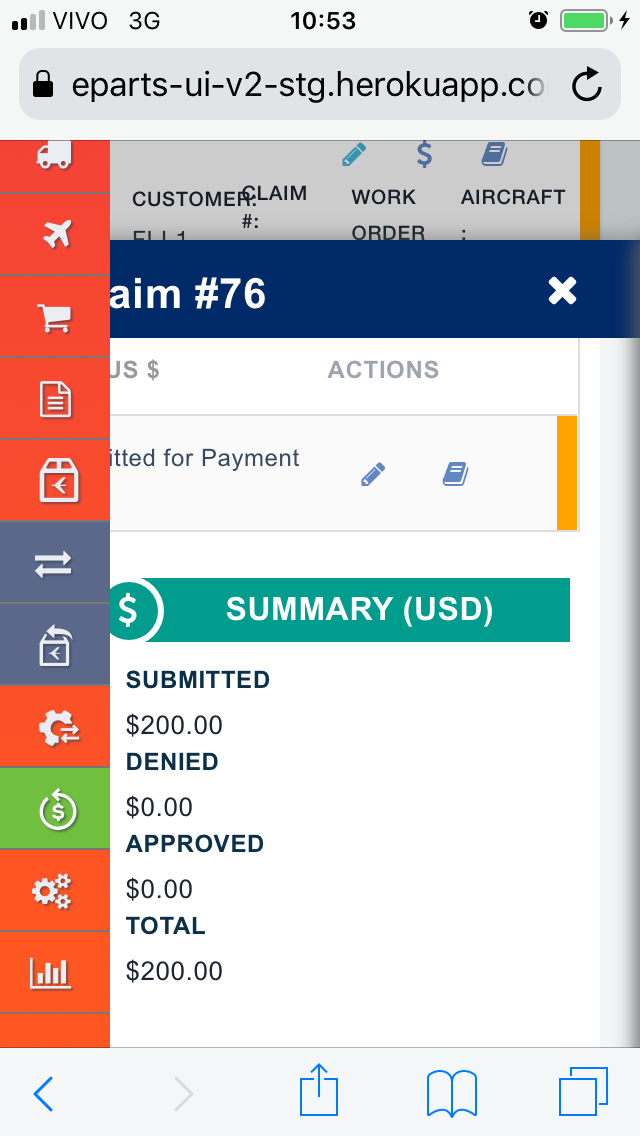 VIVO 3G 10:53
eparts-ui-v2-stg.herokuapp.co
CUSTOMER: CLAIM #: WORK ORDER AIRCRAFT :
aim #76
US $ ACTIONS
itted for Payment
$ SUMMARY (USD)
SUBMITTED
$200.00
DENIED
$0.00
APPROVED
$0.00
TOTAL
$200.00